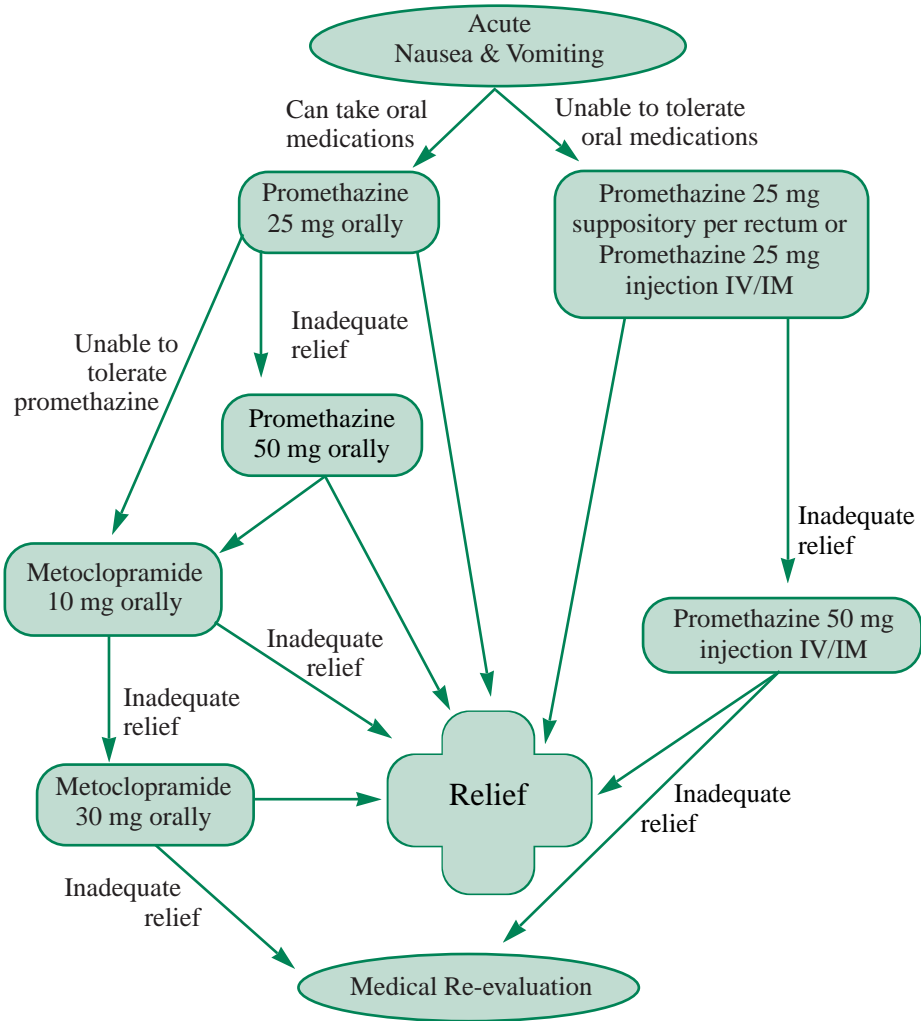 Acute
Nausea & Vomiting
Can take oral
medications
Unable to tolerate
oral medications
Promethazine
25 mg orally
Promethazine 25 mg
suppository per rectum or
Promethazine 25 mg
injection IV/IM
Unable to
tolerate
promethazine
Inadequate
relief
Promethazine
50 mg orally
Inadequate
relief
Metoclopramide
10 mg orally
Promethazine 50 mg
injection IV/IM
Inadequate
relief
Inadequate
relief
Metoclopramide
30 mg orally
Relief
Inadequate
relief
Inadequate
relief
Medical Re-evaluation